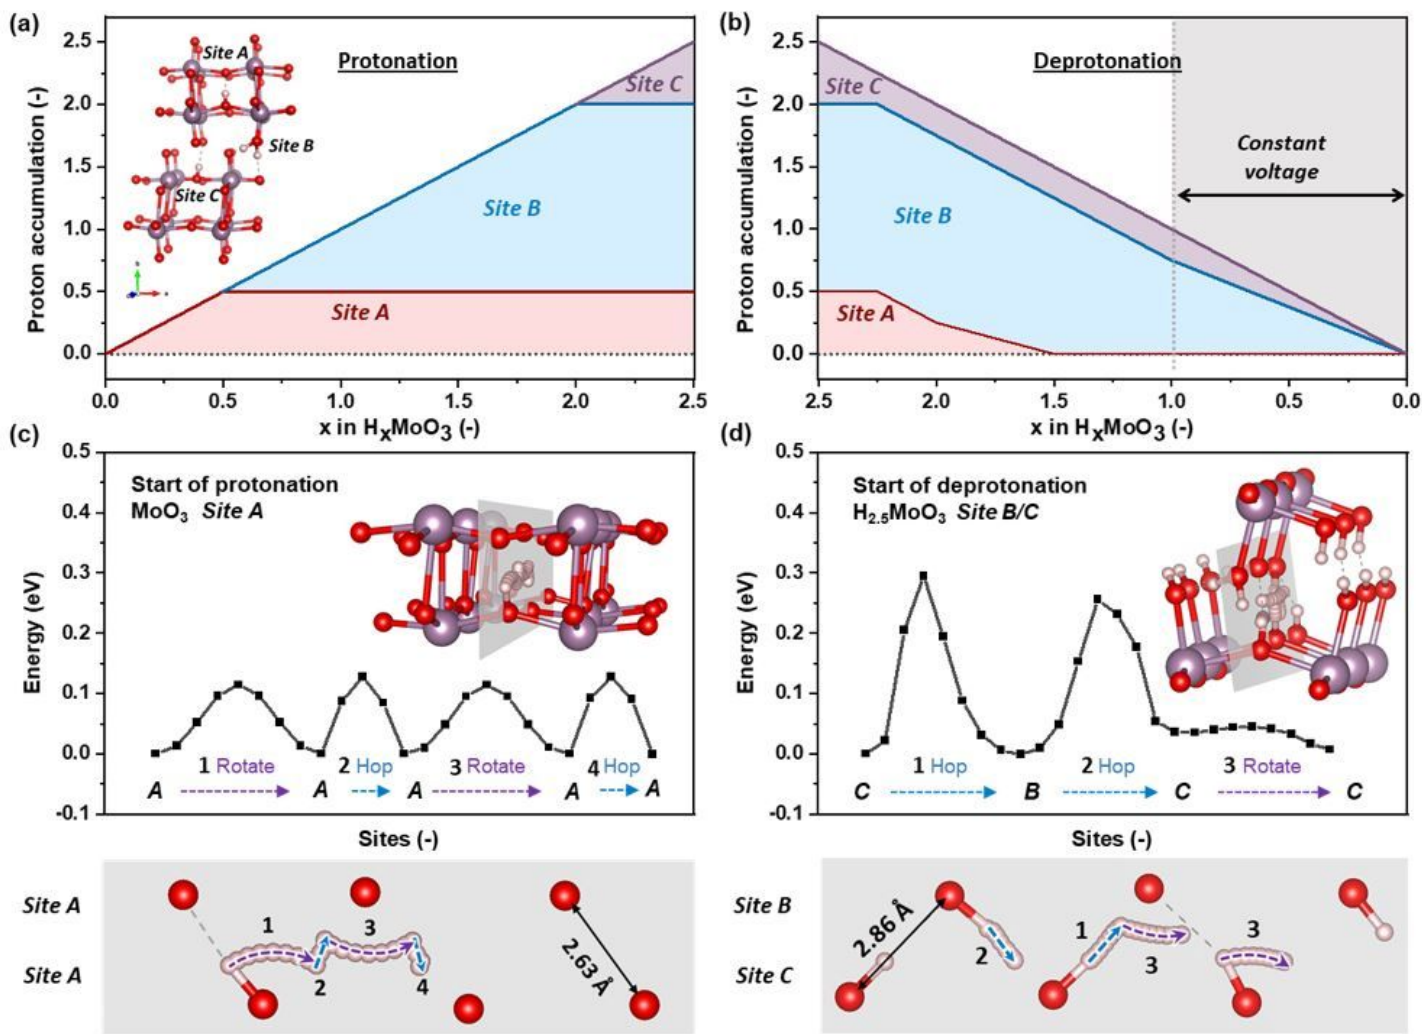 (a)
2.5
2.0
1.5
1.0
0.5
0.0
Proton accumulation (-)
Protonation
Site A
Site B
Site C
Site C
Site B
Site A
0.0 0.5 1.0 1.5 2.0 2.5
x in HXMoO3 (-)
(b)
2.5
2.0
1.5
1.0
0.5
0.0
Proton accumulation (-)
Deprotonation
Site C
Site B
Site A
Constant
voltage
2.5 2.0 1.5 1.0 0.5 0.0
x in HXMoO3 (-)
(c)
0.5
0.4
0.3
0.2
0.1
0.0
-0.1
Energy (eV)
Start of protonation
MoO3 Site A
1 Rotate 2 Hop 3 Rotate 4 Hop
A A A A A
Sites (-)
Site A
Site A
1 3
2 4
2.63 Å
(d)
0.5
0.4
0.3
0.2
0.1
0.0
-0.1
Energy (eV)
Start of deprotonation
H2.5MoO3 Site B/C
1 Hop 2 Hop 3 Rotate
C B C C
Sites (-)
Site B
Site C
2.86 Å
1 3
2 3